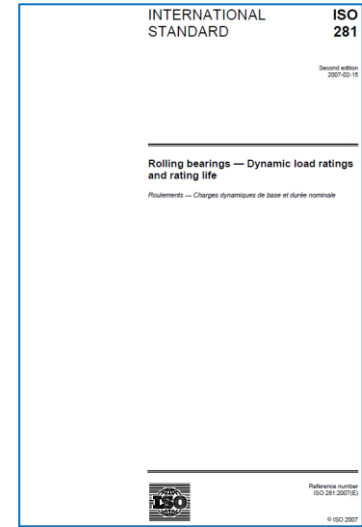 INTERNATIONAL
STANDARD
ISO
281
Second edition
2007-02-15
Rolling bearings — Dynamic load ratings
and rating life
Roulements — Charges dynamiques de base et durée nominale
ISO
Reference number
ISO 281:2007(E)
© ISO 2007